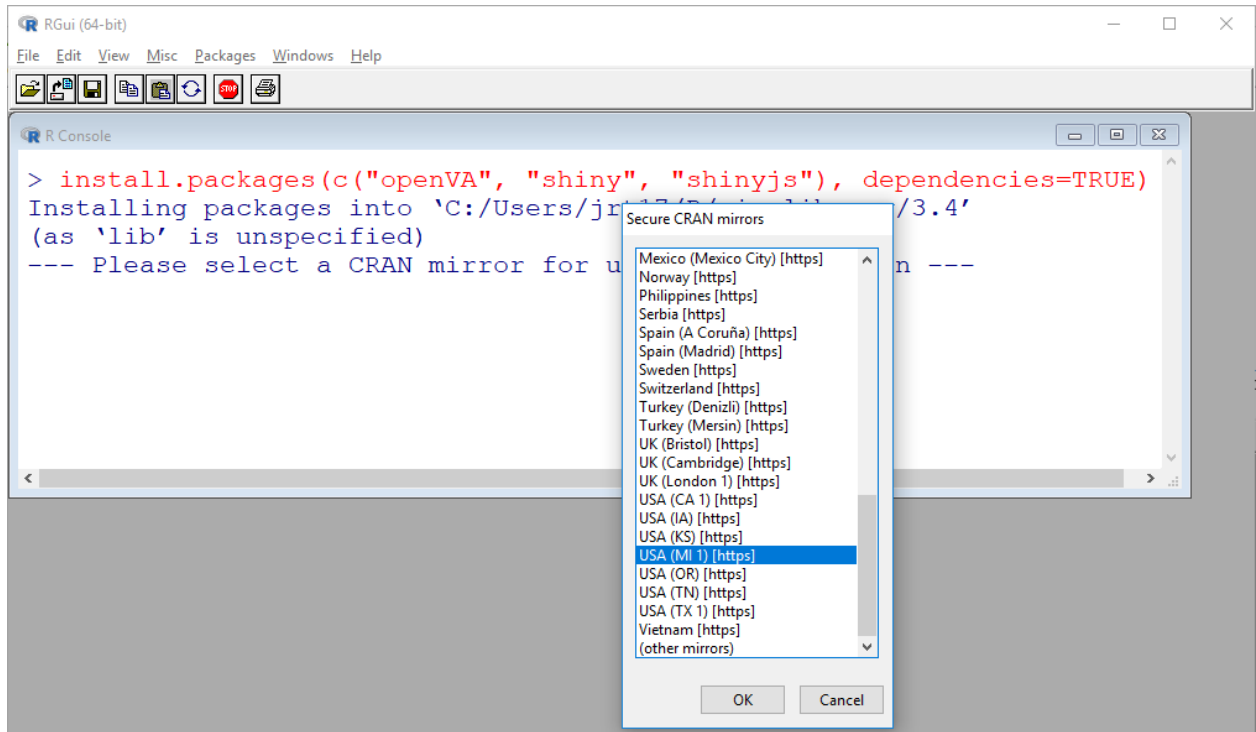 RGui (64-bit)
File Edit View Misc Packages Windows Help
STOP
R Console
> install.packages(c("openVA", "shiny", "shinyjs"), dependencies=TRUE)
Installing packages into ‘C:/Users/ /3.4’
(as ‘lib’ is unspecified)
--- Please select a CRAN mirror for u n ---
Secure CRAN mirrors
Mexico (Mexico City) [https]
Norway [https]
Philippines [https]
Serbia [https]
Spain (A Coruña) [https]
Spain (Madrid) [https]
Sweden [https]
Switzerland [https]
Turkey (Denizli) [https]
Turkey (Mersin) [https]
UK (Bristol) [https]
UK (Cambridge) [https]
UK (London 1) [https]
USA (CA 1) [https]
USA (IA) [https]
USA (KS) [https]
USA (MI 1) [https]
USA (OR) [https]
USA (TN) [https]
USA (TX 1) [https]
Vietnam [https]
(other mirrors)
OK Cancel